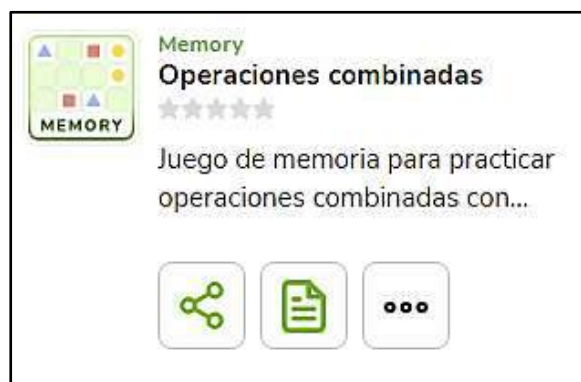 Memory
Operaciones combinadas
MEMORY
Juego de memoria para practicar
operaciones combinadas con...